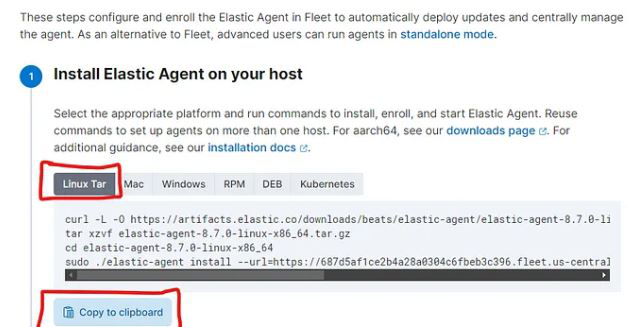 These steps configure and enroll the Elastic Agent in Fleet to automatically deploy updates and centrally manage
the agent. As an alternative to Fleet, advanced users can run agents in standalone mode.
1 Install Elastic Agent on your host
Select the appropriate platform and run commands to install, enroll, and start Elastic Agent. Reuse
commands to set up agents on more than one host. For aarch64, see our downloads page. For
additional guidance, see our installation docs.
Linux Tar Mac Windows RPM DEB Kubernetes
curl -L -O https://artifacts.elastic.co/downloads/beats/elastic-agent/elastic-agent-8.7.0-li
tar xzvf elastic-agent-8.7.0-linux-x86_64.tar.gz
cd elastic-agent-8.7.0-linux-x86_64
sudo ./elastic-agent install --url=https://687d5af1ce2b4a28a0304c6fbeb3c396.fleet.us-central
Copy to clipboard